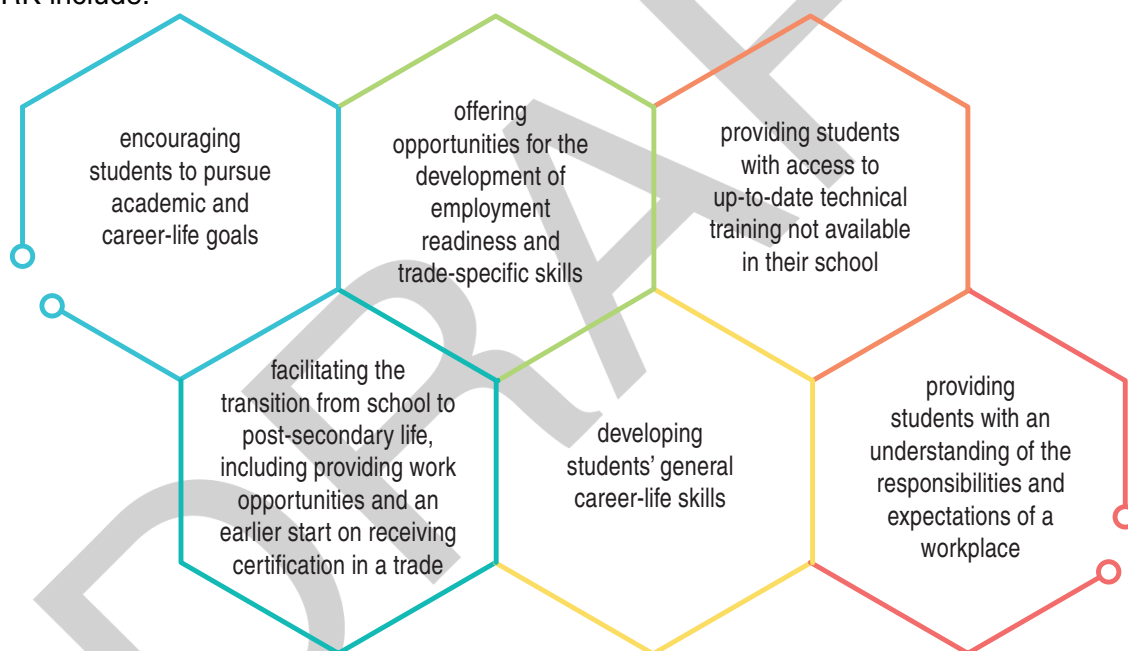 RK include:
encouraging
students to pursue
academic and
career-life goals
offering
opportunities for the
development of
employment
readiness and
trade-specific skills
providing students
with access to
up-to-date technical
training not available
in their school
facilitating the
transition from school to
post-secondary life,
including providing work
opportunities and an
earlier start on receiving
certification in a trade
developing
students’ general
career-life skills
providing
students with an
understanding of the
responsibilities and
expectations of a
workplace